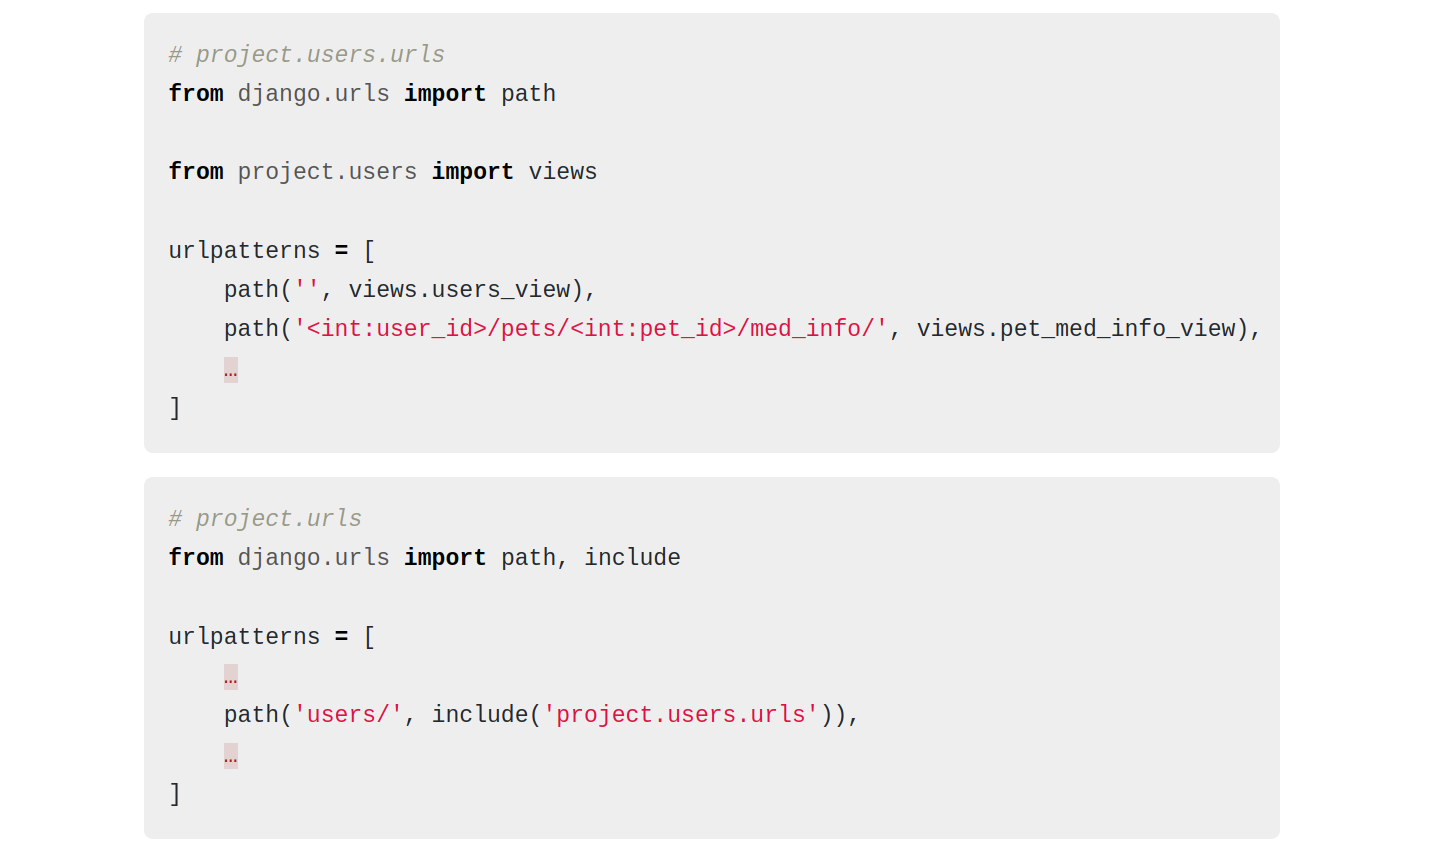 # project.users.urls
from django.urls import path
from project.users import views
urlpatterns = [
    path('', views.users_view),
    path('<int:user_id>/pets/<int:pet_id>/med_info/', views.pet_med_info_view),
    …
]
# project.urls
from django.urls import path, include
urlpatterns = [
    …
    path('users/', include('project.users.urls')),
    …
]